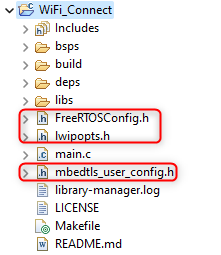 WiFi_Connect
Includes
bsps
build
deps
libs
FreeRTOSConfig.h
lwipopts.h
main.c
mbedtls_user_config.h
library-manager.log
LICENSE
Makefile
README.md